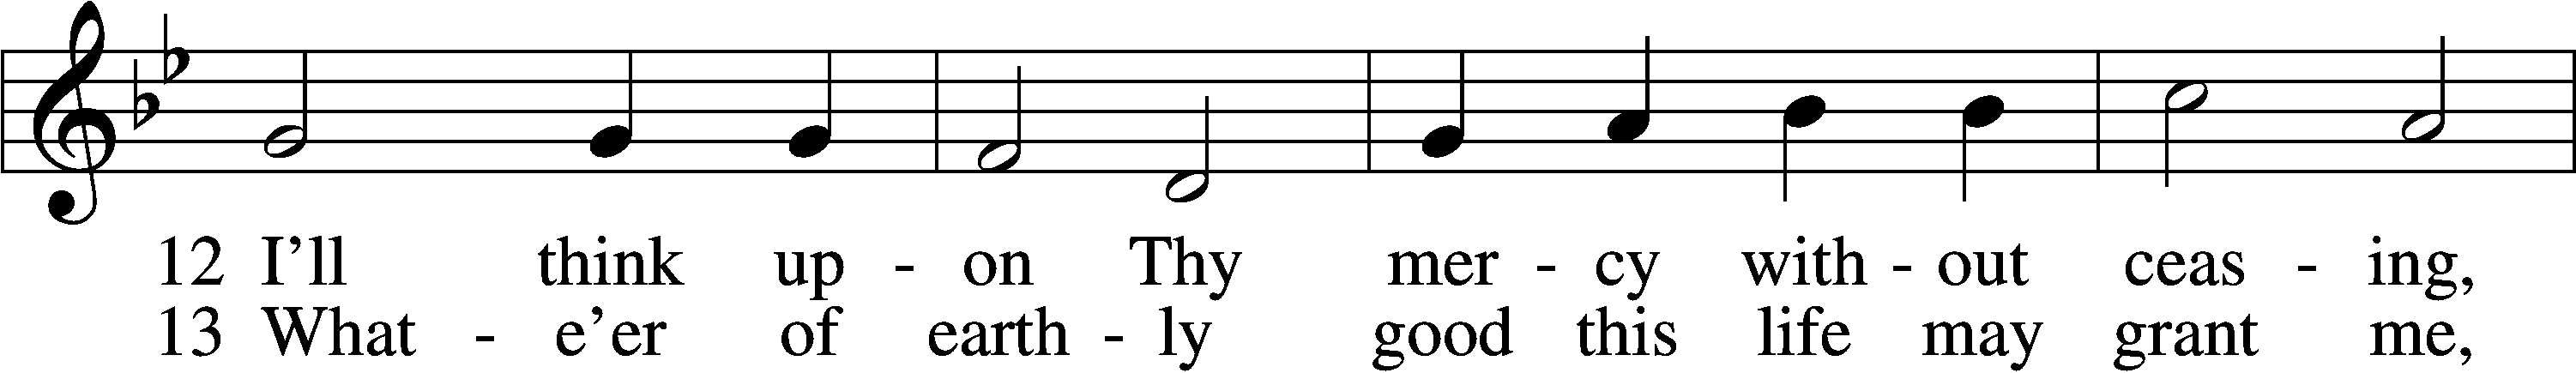 12 I’ll think up - on Thy mer - cy with - out ceas - ing,
13 What - e’er of earth - ly good this life may grant me,